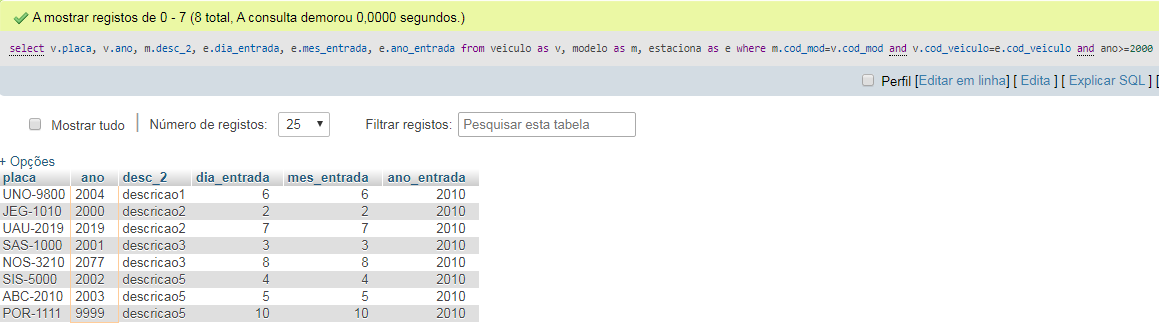 A mostrar registos de 0 - 7 (8 total, A consulta demorou 0,0000 segundos.)
select v.placa, v.ano, m.desc_2, e.dia_entrada, e.mes_entrada, e.ano_entrada from veiculo as v, modelo as m, estaciona as e where m.cod_mod=v.cod_mod and v.cod_veiculo=e.cod_veiculo and ano>=2000
Perfil [Editar em linha] [ Edita ] [ Explicar SQL ] [
Mostrar tudo | Número de registos: 25 Filtrar registos: Pesquisar esta tabela
+ Opções
placa ano desc_2 dia_entrada mes_entrada ano_entrada
UNO-9800 2004 descricao1 6 6 2010
JEG-1010 2000 descricao2 2 2 2010
UAU-2019 2019 descricao2 7 7 2010
SAS-1000 2001 descricao3 3 3 2010
NOS-3210 2077 descricao3 8 8 2010
SIS-5000 2002 descricao5 4 4 2010
ABC-2010 2003 descricao5 5 5 2010
POR-1111 9999 descricao5 10 10 2010